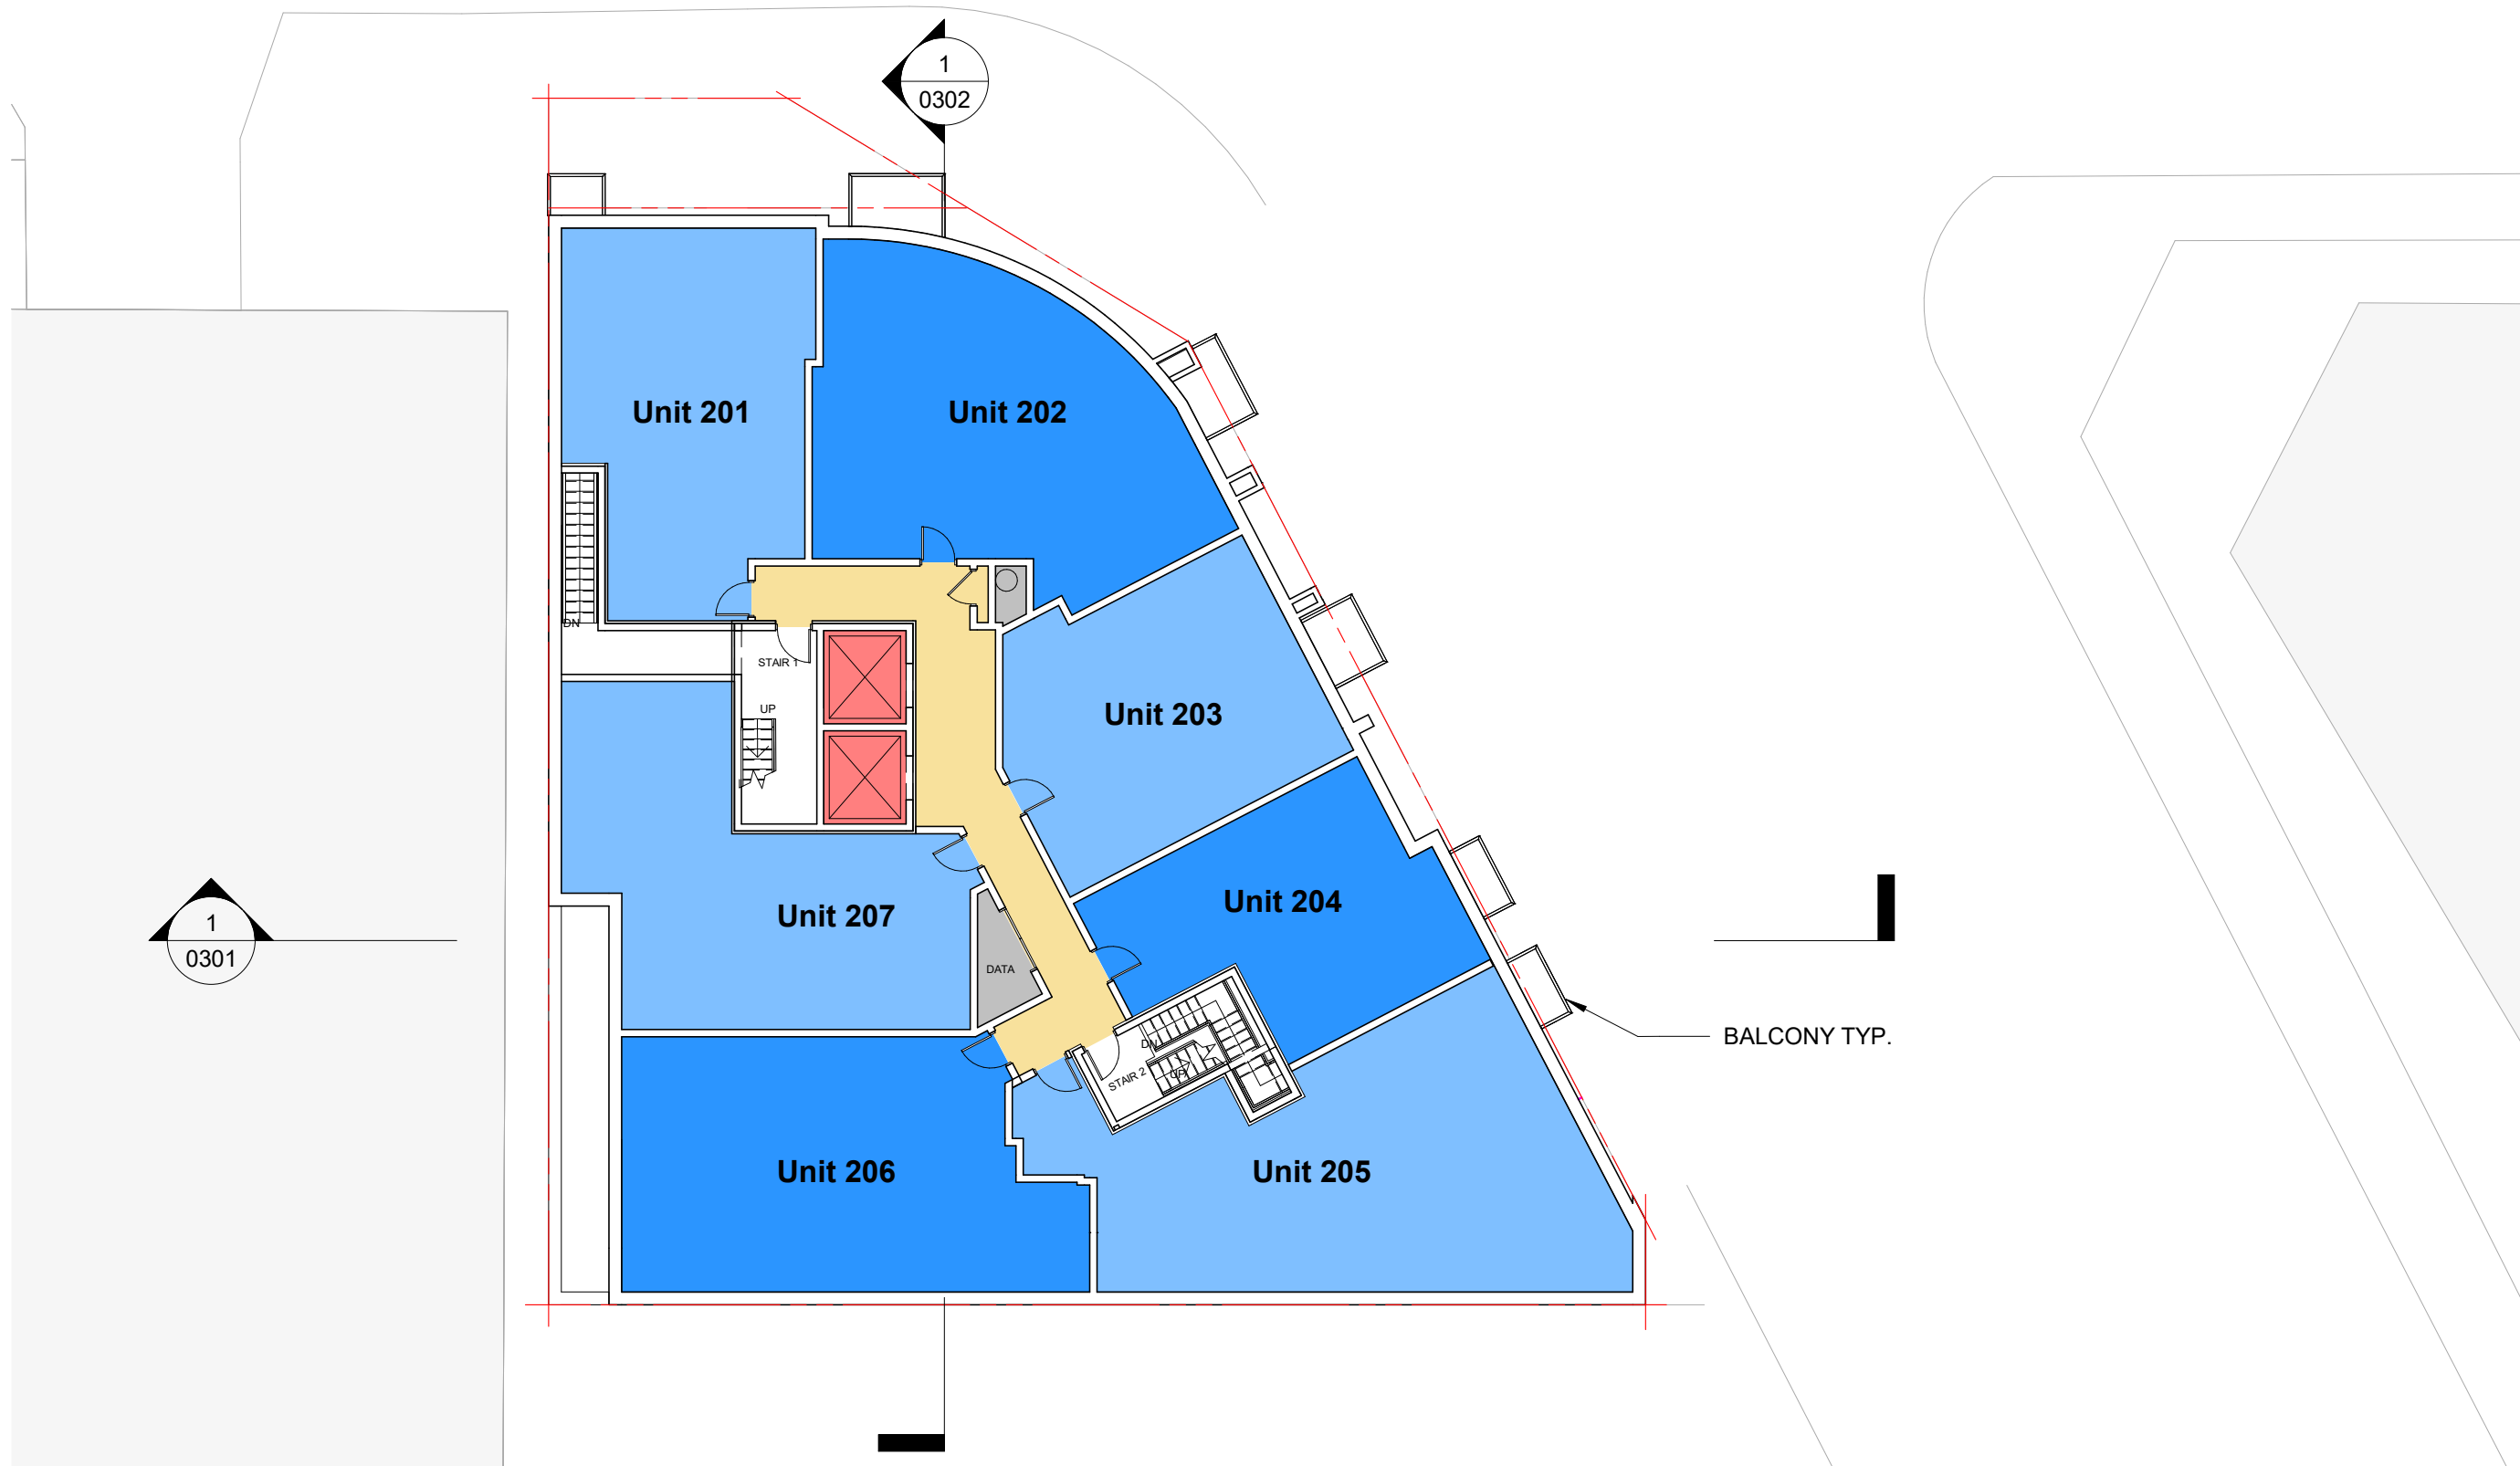 1
0302
Unit 201
Unit 202
DN
STAIR 1
UP
Unit 203
Unit 204
Unit 207
1
0301
DATA
BALCONY TYP.
DN
STAIR 2
UP
Unit 206
Unit 205